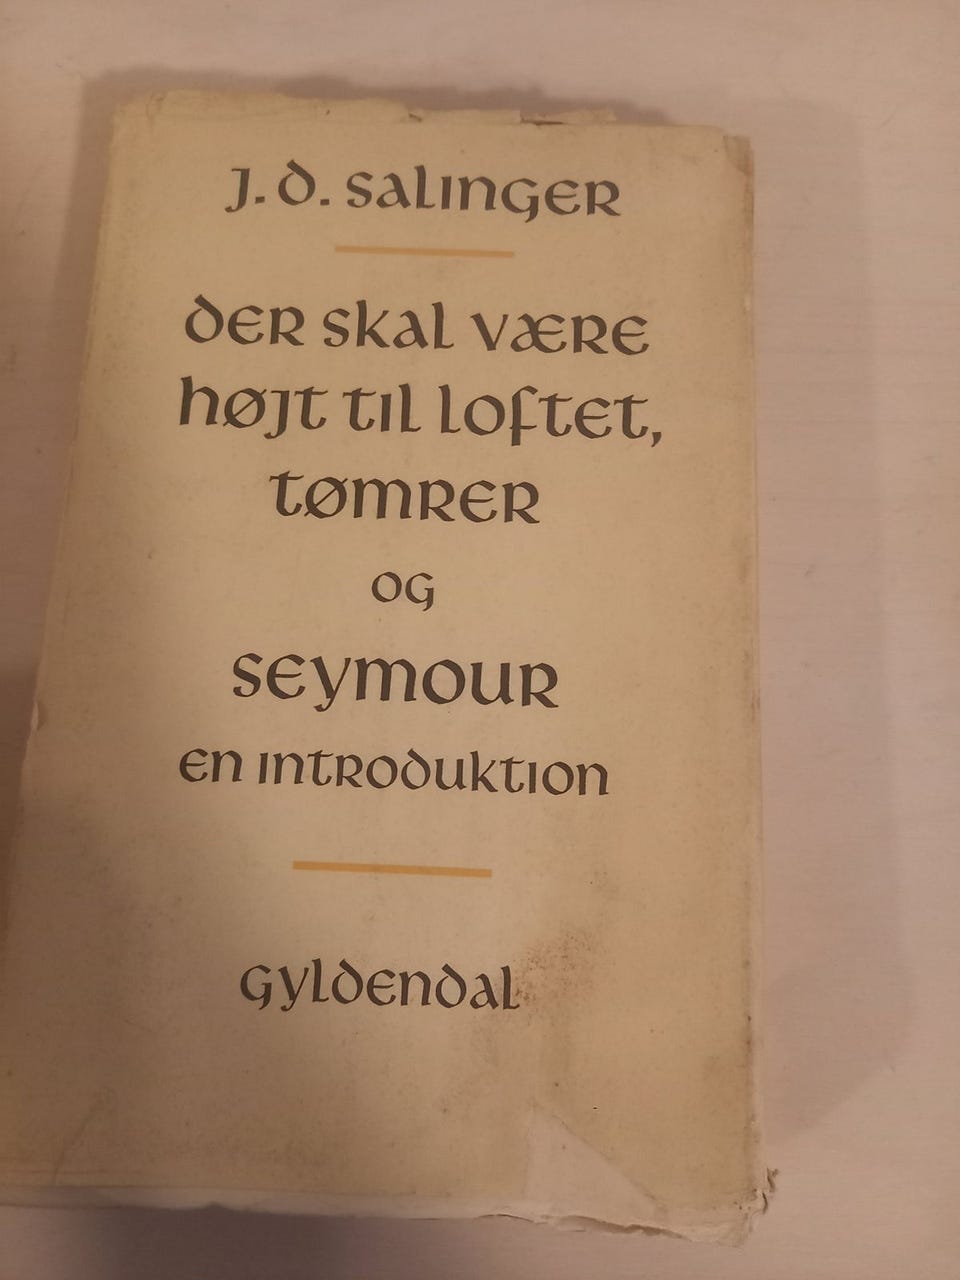 J. D. SALINGER
DER SKAL VÆRE
HØJT TIL LOFTET,
TØMRER
OG
SEYMOUR
EN INTRODUKTION
GYLDENDAL